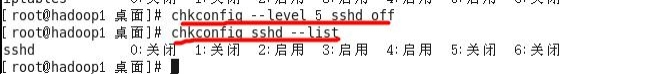 [root@hadoop1 桌面]# chkconfig --level 5 sshd off
[root@hadoop1 桌面]# chkconfig sshd --list
sshd 0:关闭 1:关闭 2:启用 3:启用 4:启用 5:关闭 6:关闭
[root@hadoop1 桌面]#